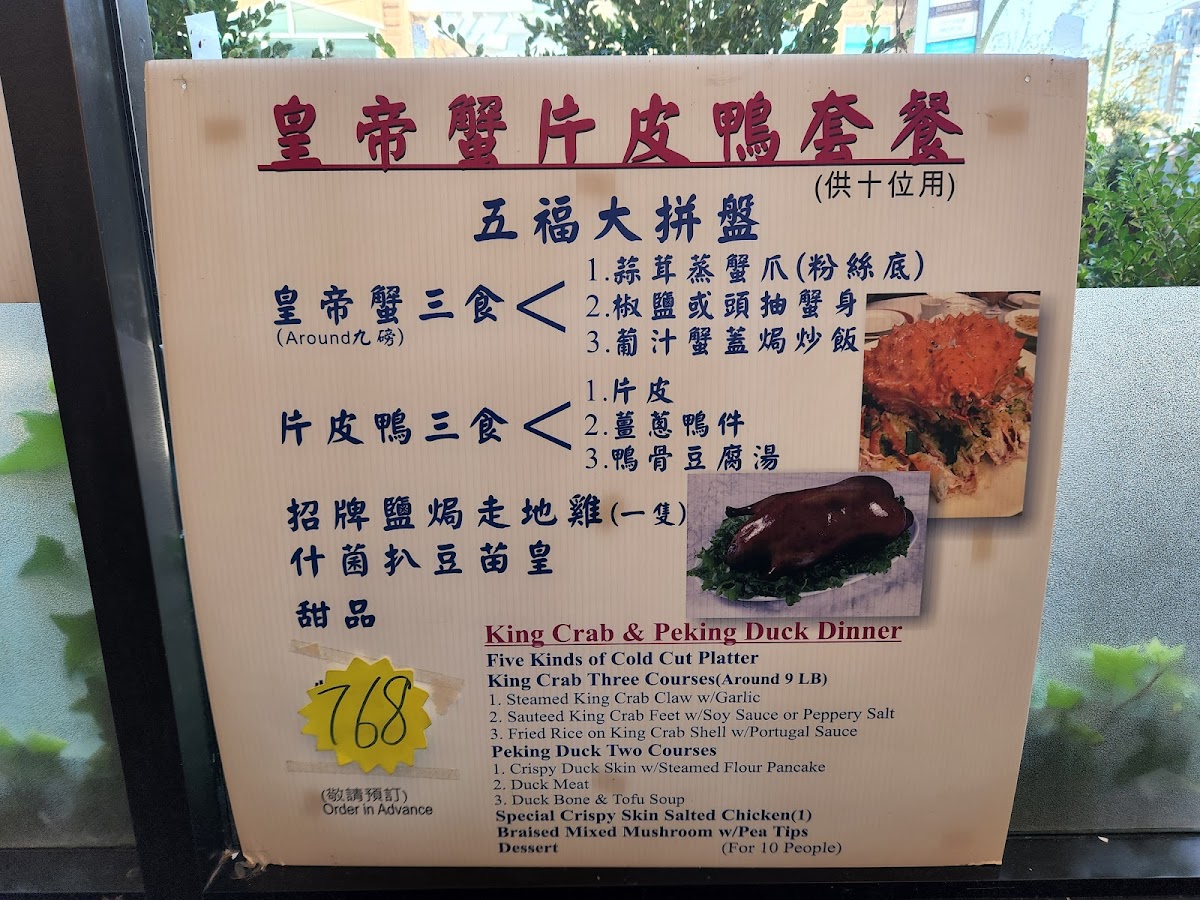 皇帝蟹片皮鴨套餐
(供十位用)
五福大拼盤
皇帝蟹三食
(Around九磅)
1.蒜茸蒸蟹爪(粉絲底)
2.椒鹽或頭抽蟹身
3.葡汁蟹蓋焗炒飯
片皮鴨三食
1.片皮
2.薑蔥鴨件
3.鴨骨豆腐湯
招牌鹽焗走地雞(一隻)
什菌扒豆苗皇
甜品
768
(敬請預訂)
Order in Advance
King Crab & Peking Duck Dinner
Five Kinds of Cold Cut Platter
King Crab Three Courses(Around 9 LB)
1. Steamed King Crab Claw w/Garlic
2. Sauteed King Crab Feet w/Soy Sauce or Peppery Salt
3. Fried Rice on King Crab Shell w/Portugal Sauce
Peking Duck Two Courses
1. Crispy Duck Skin w/Steamed Flour Pancake
2. Duck Meat
3. Duck Bone & Tofu Soup
Special Crispy Skin Salted Chicken(1)
Braised Mixed Mushroom w/Pea Tips
Dessert (For 10 People)